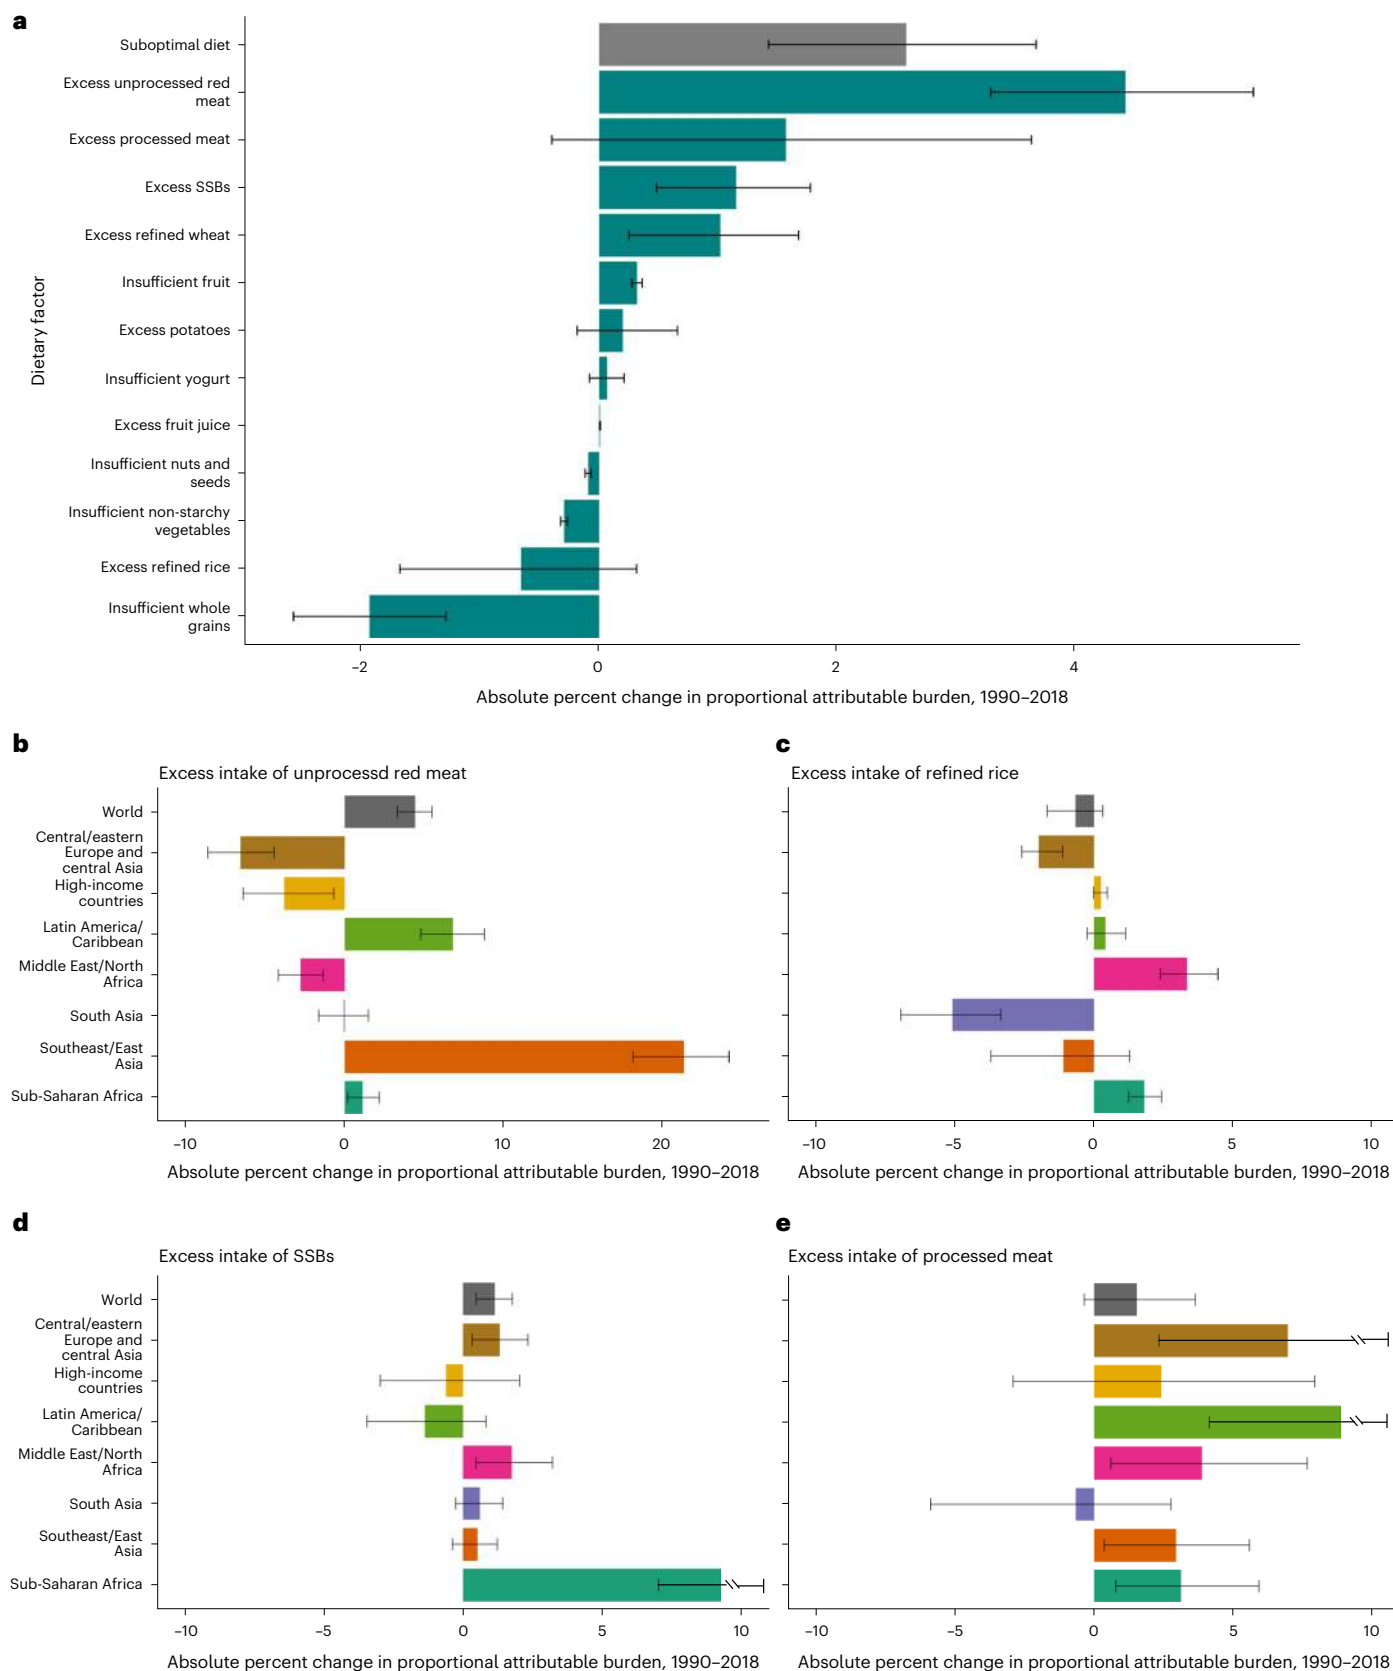 a
Suboptimal diet
Excess unprocessed red
meat
Excess processed meat
Excess SSBs
Excess refined wheat
Insufficient fruit
Excess potatoes
Insufficient yogurt
Excess fruit juice
Insufficient nuts and
seeds
Insufficient non-starchy
vegetables
Excess refined rice
Insufficient whole
grains
Dietary factor
–2 0 2 4
Absolute percent change in proportional attributable burden, 1990–2018
b
Excess intake of unprocessd red meat
World
Central/eastern
Europe and
central Asia
High-income
countries
Latin America/
Caribbean
Middle East/North
Africa
South Asia
Southeast/East
Asia
Sub-Saharan Africa
–10 0 10 20
Absolute percent change in proportional attributable burden, 1990–2018
c
Excess intake of refined rice
–10 –5 0 5 10
Absolute percent change in proportional attributable burden, 1990–2018
d
Excess intake of SSBs
World
Central/eastern
Europe and
central Asia
High-income
countries
Latin America/
Caribbean
Middle East/North
Africa
South Asia
Southeast/East
Asia
Sub-Saharan Africa
–10 –5 0 5 10
Absolute percent change in proportional attributable burden, 1990–2018
e
Excess intake of processed meat
–10 –5 0 5 10
Absolute percent change in proportional attributable burden, 1990–2018